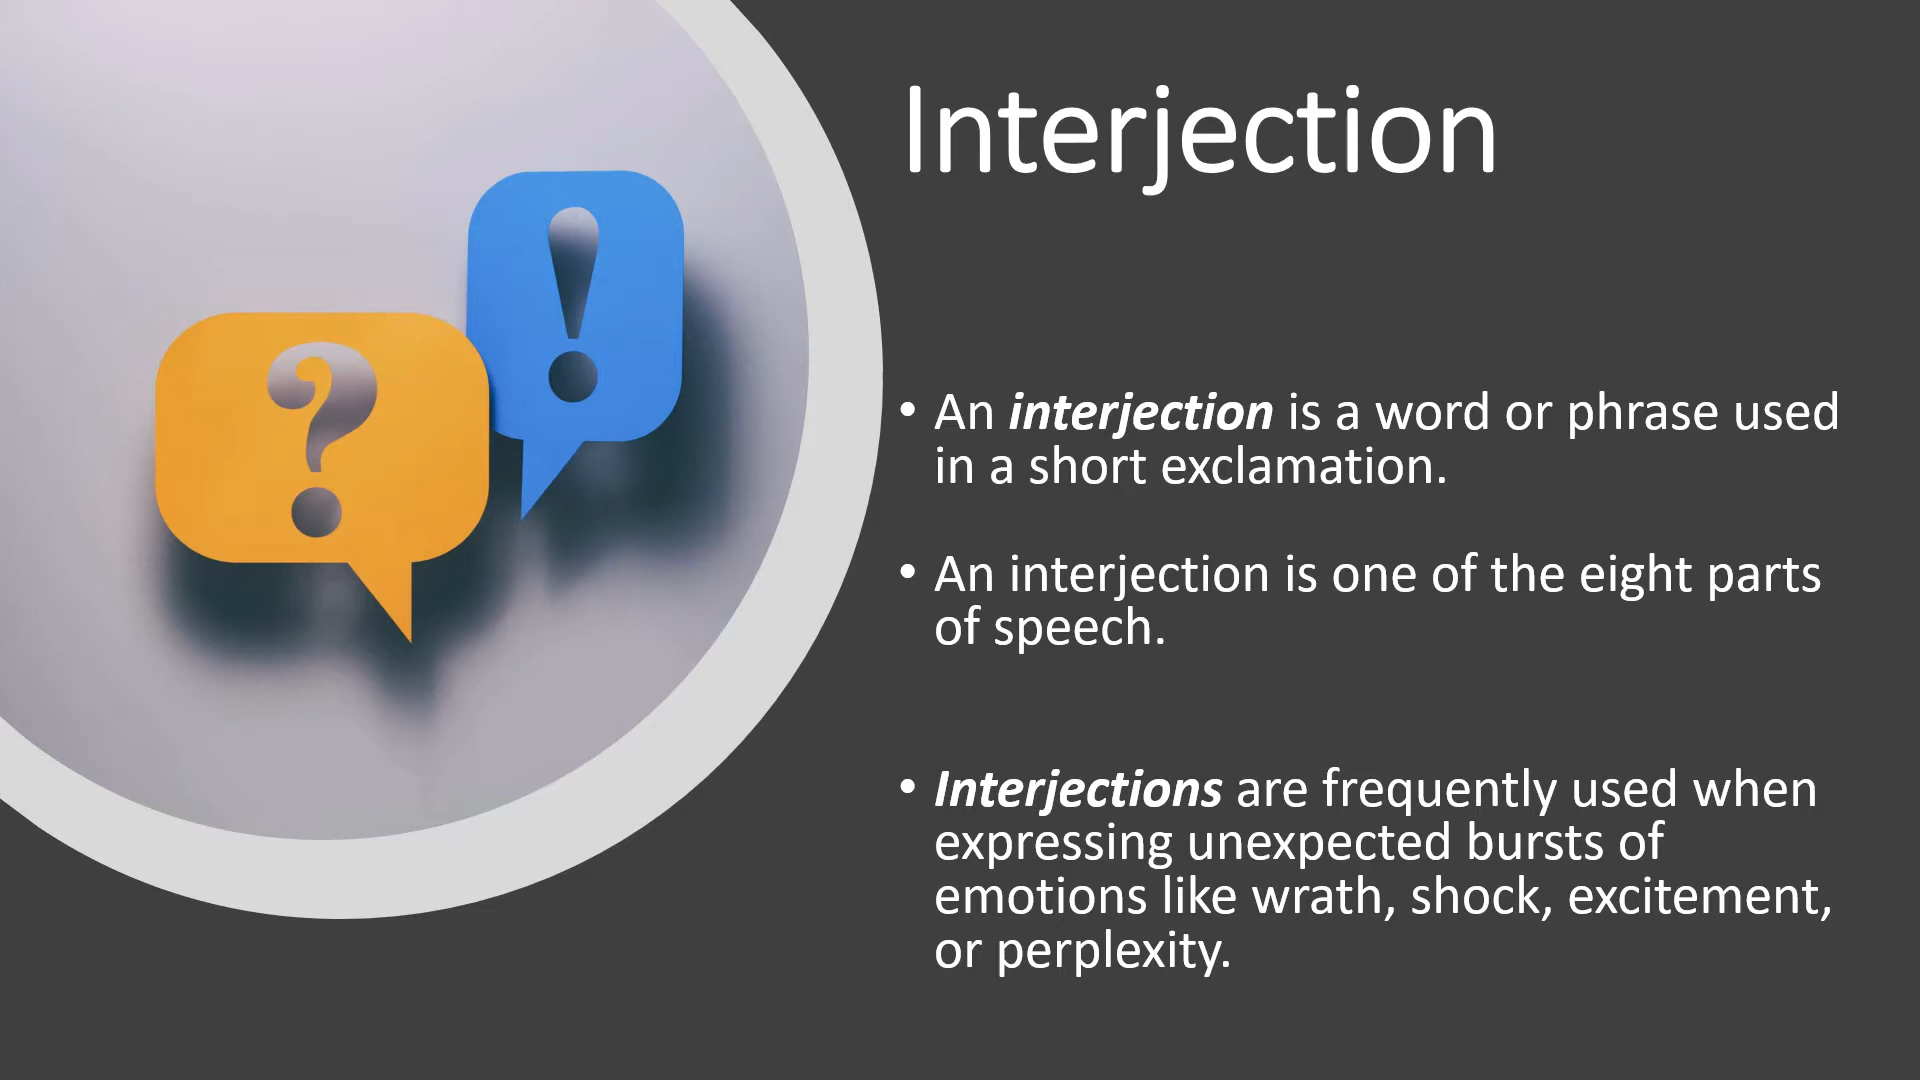 Interjection
• An interjection is a word or phrase used
in a short exclamation.
• An interjection is one of the eight parts
of speech.
• Interjections are frequently used when
expressing unexpected bursts of
emotions like wrath, shock, excitement,
or perplexity.
?
!